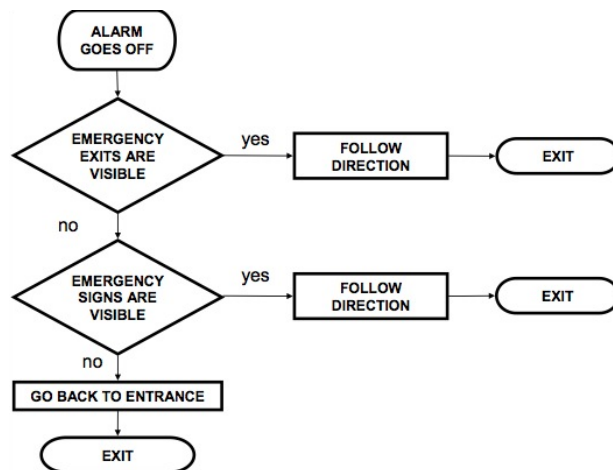 ALARM
GOES OFF
EMERGENCY
EXITS ARE
VISIBLE
yes
FOLLOW
DIRECTION
EXIT
no
EMERGENCY
SIGNS ARE
VISIBLE
yes
FOLLOW
DIRECTION
EXIT
no
GO BACK TO ENTRANCE
EXIT